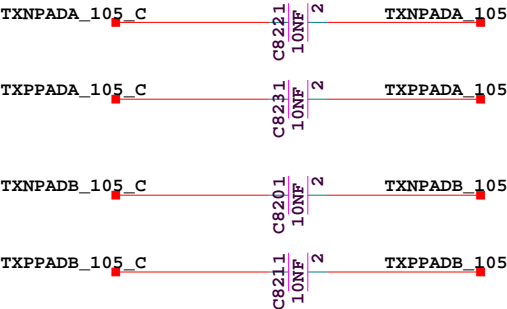 TXNPADA_105_C
C8221
10NF
2
TXNPADA_105
TXPPADA_105_C
C8231
10NF
2
TXPPADA_105
TXNPADB_105_C
C8201
10NF
2
TXNPADB_105
TXPPADB_105_C
C8211
10NF
2
TXPPADB_105